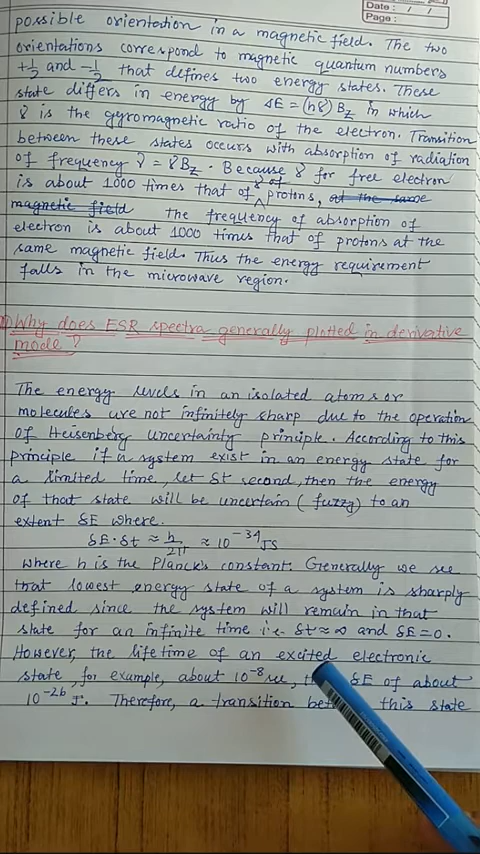 Date : / /
Page :
possible orientation in a magnetic field. The two
orientations correspond to magnetic quantum numbers
+1/2 and -1/2 that defines two energy states. These
state differs in energy by ΔE = (hγ) Bz in which
γ is the gyromagnetic ratio of the electron. Transition
between these states occurs with absorption of radiation
of frequency ν = γBz. Because γ for free electron
is about 1000 times that of γ of protons, at the same
magnetic field the frequency of absorption of
electron is about 1000 times that of protons at the
same magnetic field. Thus the energy requirement
falls in the microwave region.
Why does ESR spectra generally plotted in derivative
mode ?
The energy levels in an isolated atoms or
molecules are not infinitely sharp due to the operation
of Heisenberg uncertainty principle. According to this
principle if a system exist in an energy state for
a limited time, let δt second, then the energy
of that state will be uncertain (fuzzy) to an
extent δE where.
δE·δt ≈ h/2π ≈ 10⁻³⁴ JS
where h is the Planck's constant. Generally we see
that lowest energy state of a system is sharply
defined since the system will remain in that
state for an infinite time i.e. δt ≈ ∞ and δE = 0.
However, the lifetime of an excited electronic
state, for example, about 10⁻⁸ sec, δE of about
10⁻²⁶ J. Therefore, a transition this state